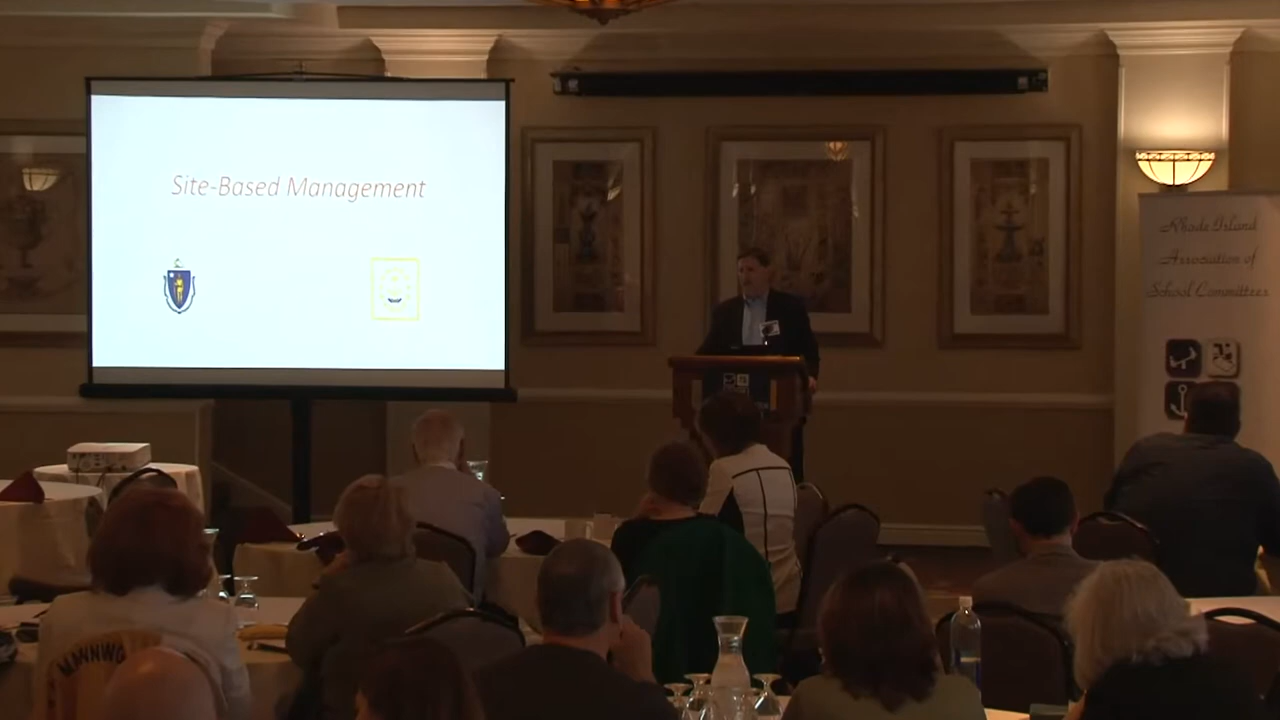 Site-Based Management
Rhode Island
Association of
School Committees